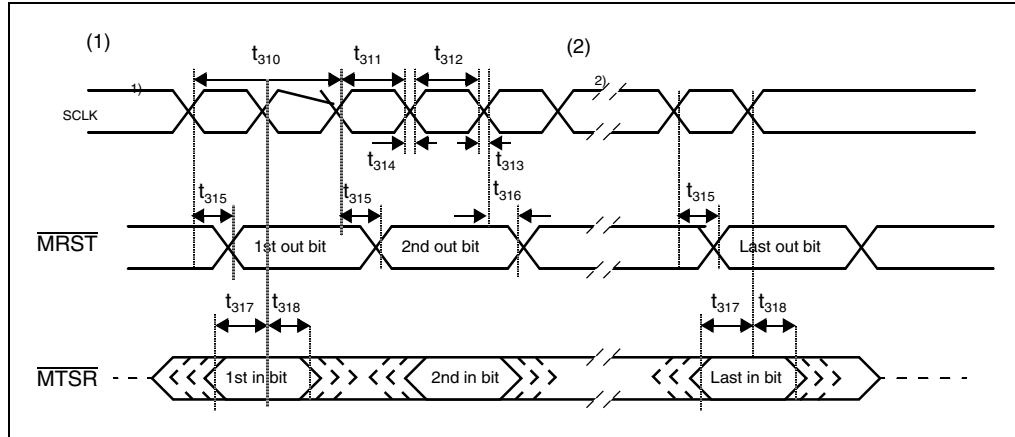 (1)
(2)
t310
t311
t312
1)
2)
SCLK
t314
t313
t315
t315
t316
t315
MRST
1st out bit
2nd out bit
Last out bit
t317
t318
t317
t318
MTSR
1st in bit
2nd in bit
Last in bit